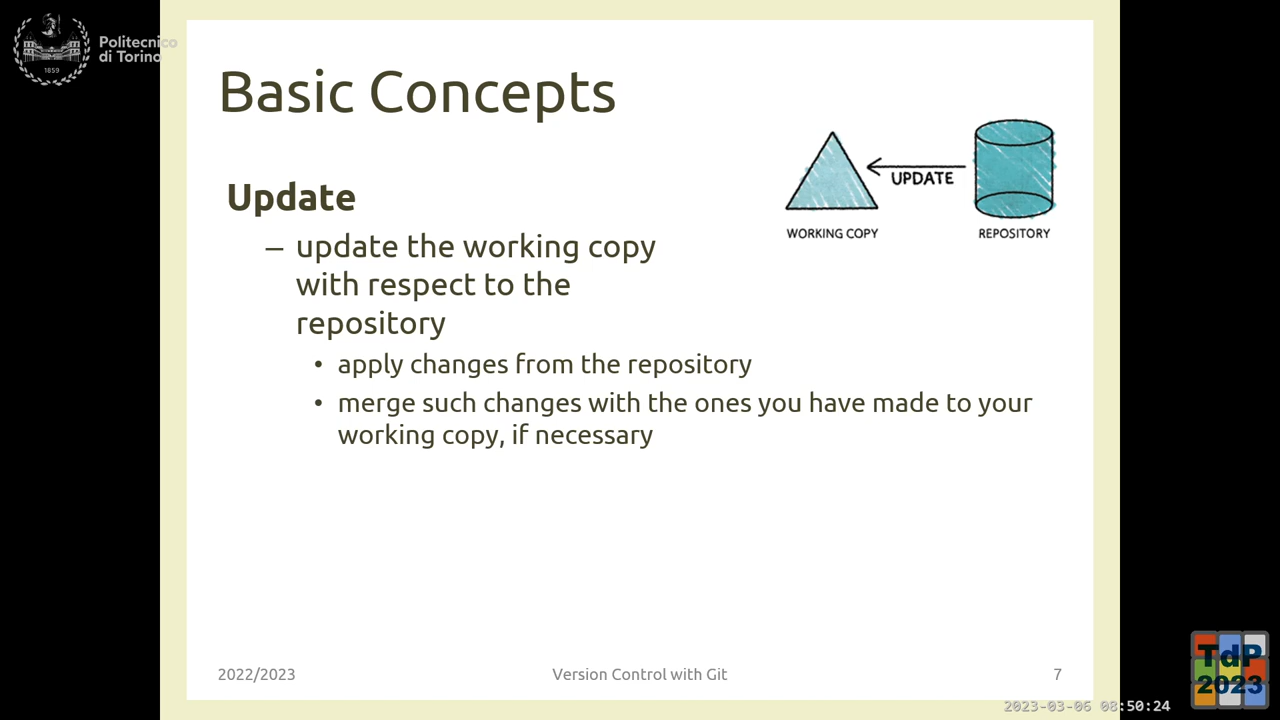 Politecnico
di Torino
1859
Basic Concepts
UPDATE
WORKING COPY
REPOSITORY
Update
– update the working copy
with respect to the
repository
• apply changes from the repository
• merge such changes with the ones you have made to your
working copy, if necessary
2022/2023
Version Control with Git
7
TdP
2023
2023-03-06 08:50:24